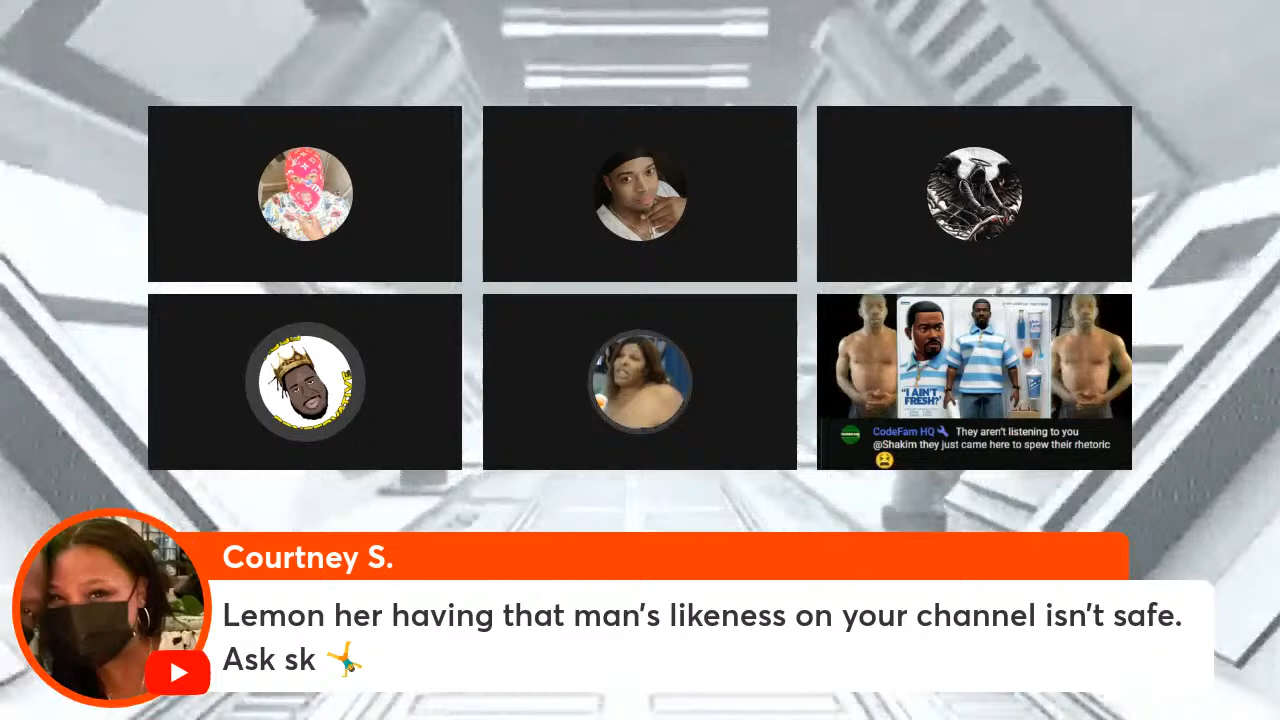 "I AIN'T
FRESH?"
CodeFam HQ 🔧 They aren't listening to you
@Shakim they just came here to spew their rhetoric
😫
Courtney S.
Lemon her having that man's likeness on your channel isn't safe.
Ask sk 🤸‍♂️